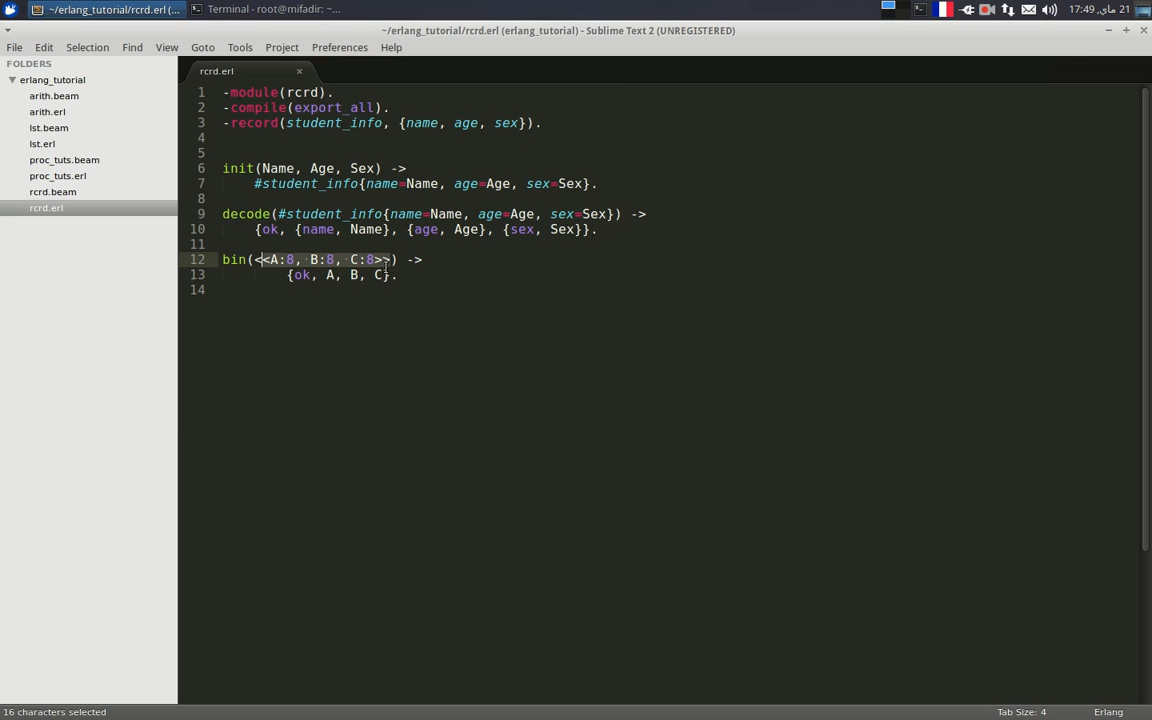 ~/erlang_tutorial/rcrd.erl (...
Terminal - root@mifadir: ~...
21 ماي, 17:49
~/erlang_tutorial/rcrd.erl (erlang_tutorial) - Sublime Text 2 (UNREGISTERED)
File Edit Selection Find View Goto Tools Project Preferences Help
FOLDERS
erlang_tutorial
arith.beam
arith.erl
lst.beam
lst.erl
proc_tuts.beam
proc_tuts.erl
rcrd.beam
rcrd.erl
rcrd.erl ×
1 -module(rcrd).
2 -compile(export_all).
3 -record(student_info, {name, age, sex}).
4
5
6 init(Name, Age, Sex) ->
7 #student_info{name=Name, age=Age, sex=Sex}.
8
9 decode(#student_info{name=Name, age=Age, sex=Sex}) ->
10 {ok, {name, Name}, {age, Age}, {sex, Sex}}.
11
12 bin(<<A:8, B:8, C:8>>) ->
13 {ok, A, B, C}.
14
16 characters selected
Tab Size: 4
Erlang